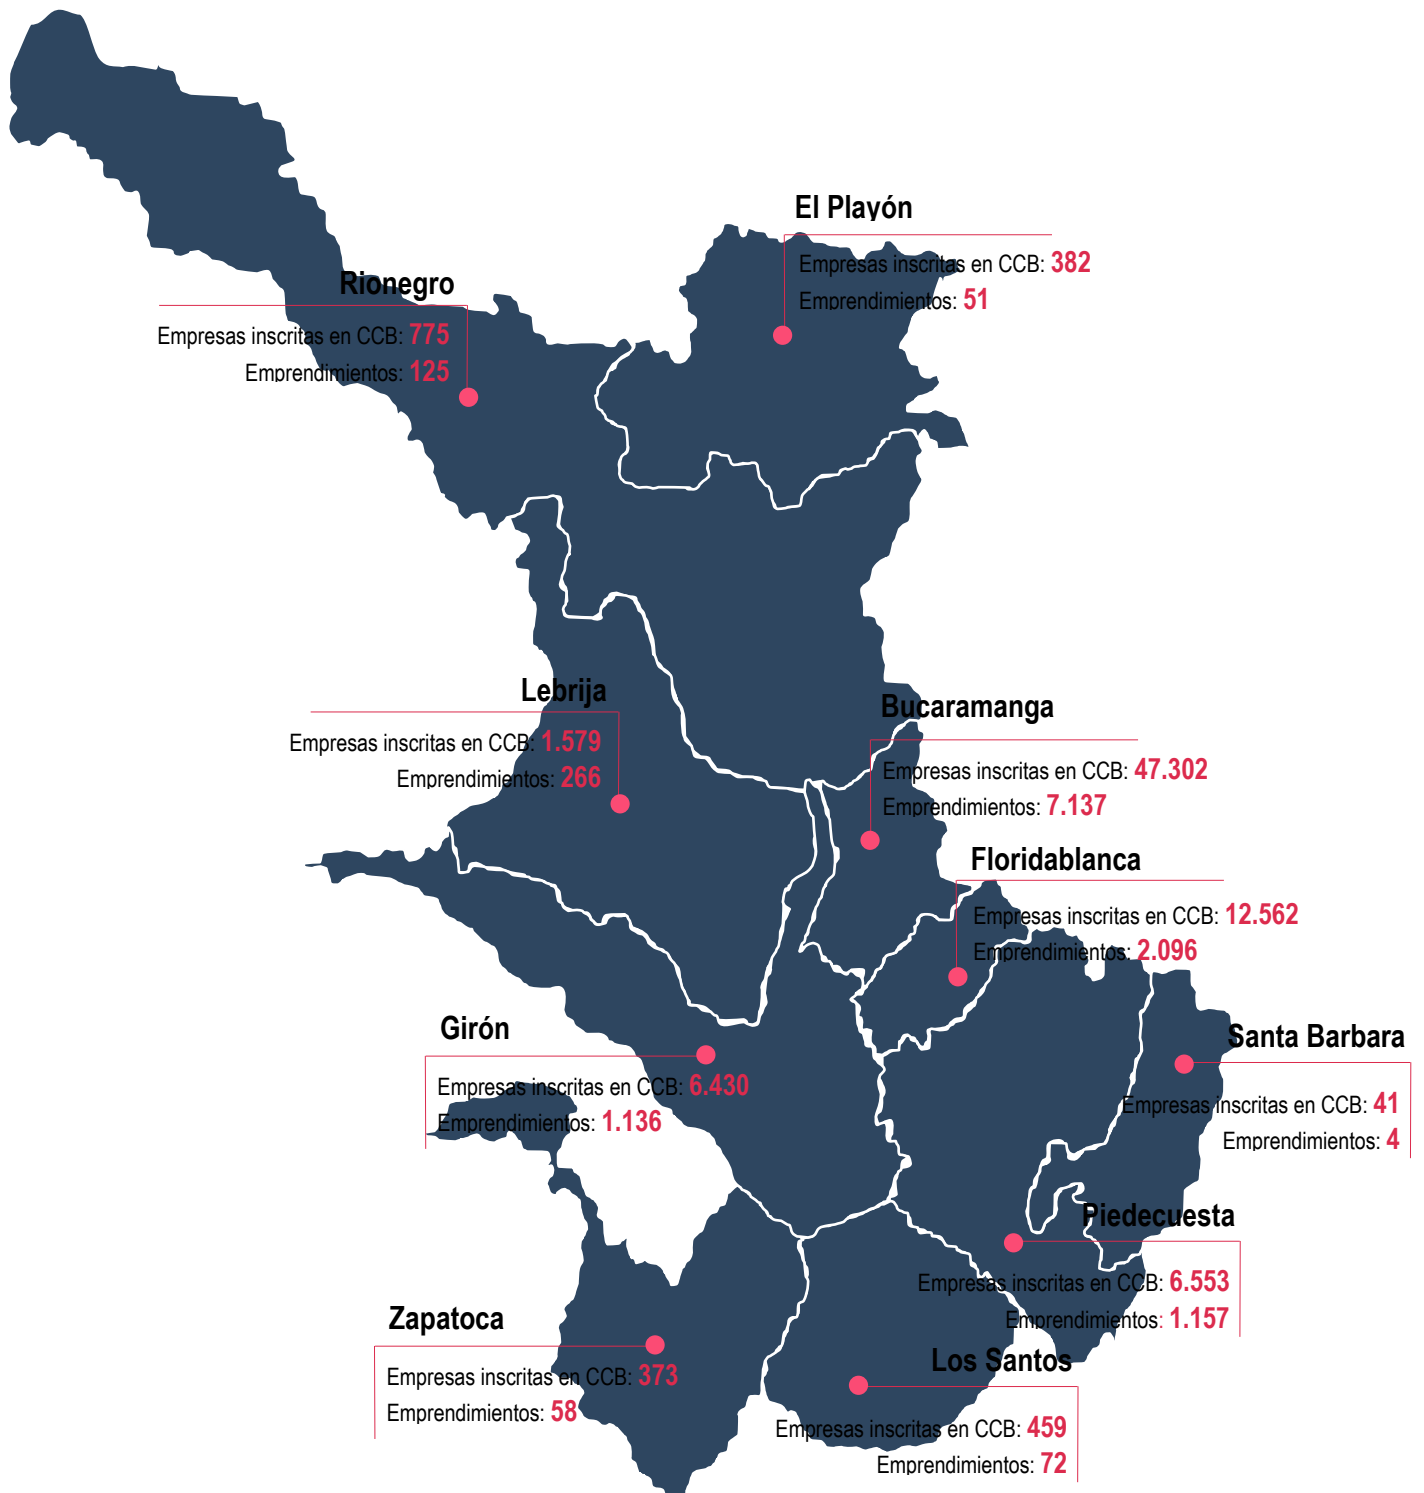 El Playón
Empresas inscritas en CCB: 382
Emprendimientos: 51
Rionegro
Empresas inscritas en CCB: 775
Emprendimientos: 125
Lebrija
Empresas inscritas en CCB: 1.579
Emprendimientos: 266
Bucaramanga
Empresas inscritas en CCB: 47.302
Emprendimientos: 7.137
Floridablanca
Empresas inscritas en CCB: 12.562
Emprendimientos: 2.096
Girón
Empresas inscritas en CCB: 6.430
Emprendimientos: 1.136
Santa Barbara
Empresas inscritas en CCB: 41
Emprendimientos: 4
Piedecuesta
Empresas inscritas en CCB: 6.553
Emprendimientos: 1.157
Zapatoca
Empresas inscritas en CCB: 373
Emprendimientos: 58
Los Santos
Empresas inscritas en CCB: 459
Emprendimientos: 72